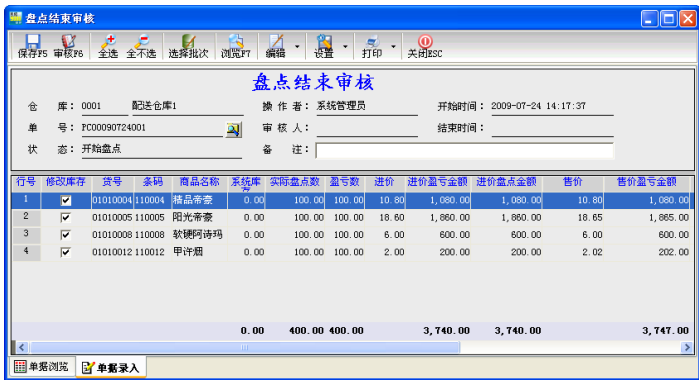 盘点结束审核
保存F5 审核F6 全选 全不选 选择批次 浏览F7 编辑 设置 打印 关闭ESC
盘点结束审核
仓 库： 0001 配送仓库1 操 作 者： 系统管理员 开始时间： 2009-07-24 14:17:37
单 号： PC00090724001 审 核 人： 结束时间：
状 态： 开始盘点 备 注：
行号 修改库存 货号 条码 商品名称 系统库 实际盘点数 盈亏数 进价 进价盈亏金额 进价盘点金额 售价 售价盈亏金额
1 01010004 110004 精品帝豪 0.00 100.00 100.00 10.80 1,080.00 1,080.00 10.80 1,080.00
2 01010005 110005 阳光帝豪 0.00 100.00 100.00 18.60 1,860.00 1,860.00 18.65 1,865.00
3 01010008 110008 软硬阿诗玛 0.00 100.00 100.00 6.00 600.00 600.00 6.00 600.00
4 01010012 110012 甲许烟 0.00 100.00 100.00 2.00 200.00 200.00 2.02 202.00
0.00 400.00 400.00 3,740.00 3,740.00 3,747.00
单据浏览 单据录入